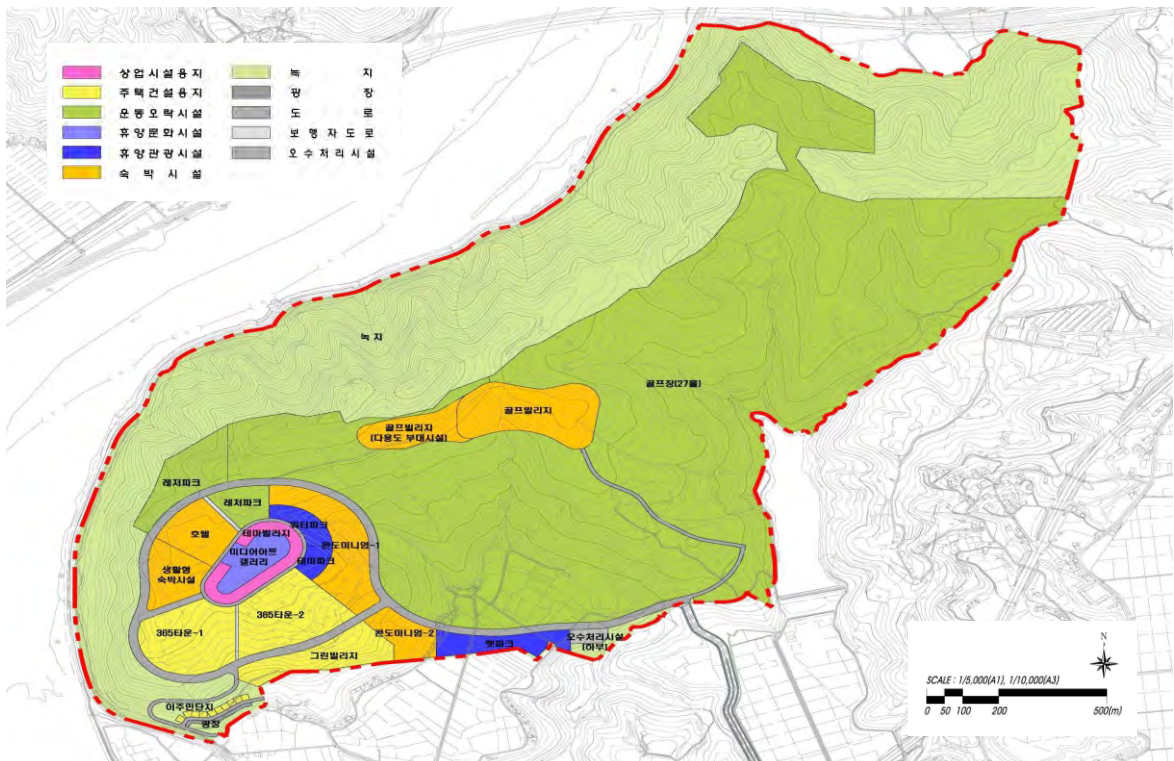 상업시설용지
주택건설용지
운동오락시설
휴양문화시설
휴양관광시설
숙박시설
녹지
광장
도로
보행자도로
오수처리시설
녹지
골프장(27홀)
골프빌리지
골프빌리지
(다용도 부대시설)
레저파크
레저파크
호텔
테마빌리지
워터파크
미디어아트
갤러리
콘도미니엄-1
테마파크
생활형
숙박시설
365타운-2
365타운-1
콘도미니엄-2
펫파크
오수처리시설
(하부)
그린빌리지
이주민단지
광장
N
SCALE : 1/5,000(A1), 1/10,000(A3)
0 50 100 200 500(m)